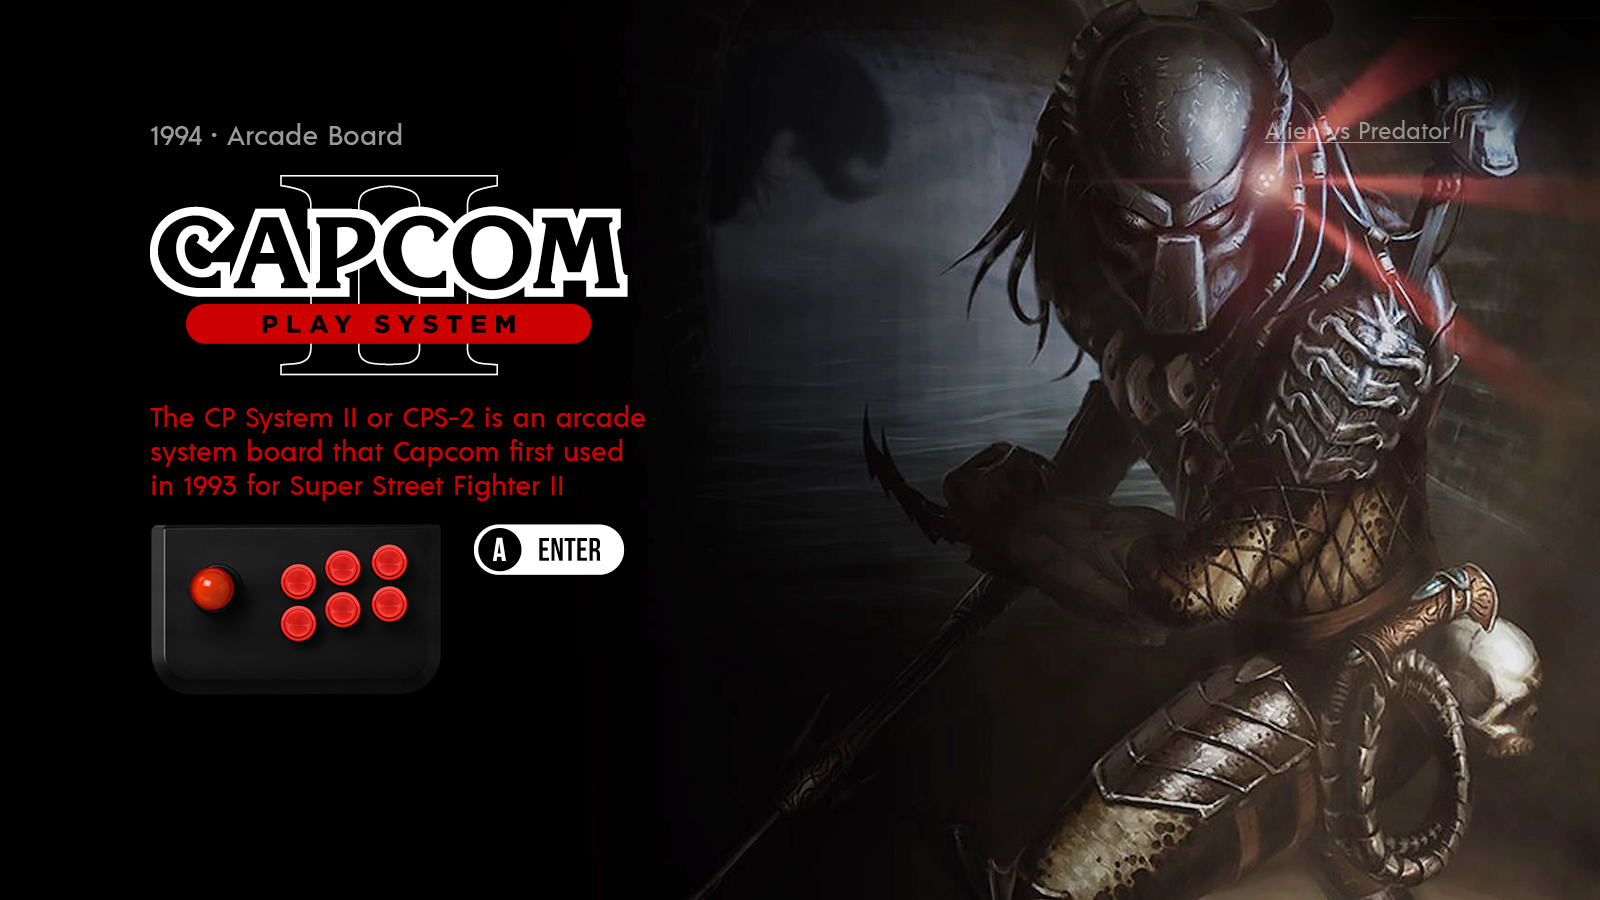 1994 · Arcade Board
Alien vs Predator
II
CAPCOM
PLAY SYSTEM
The CP System II or CPS-2 is an arcade
system board that Capcom first used
in 1993 for Super Street Fighter II
A ENTER